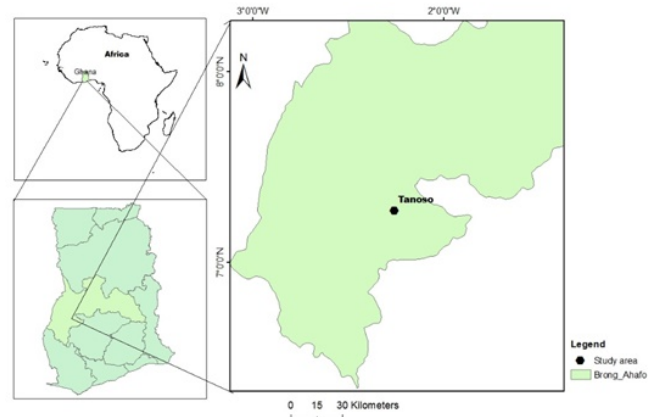 Africa
Ghana
3°0'0"W
2°0'0"W
8°0'0"N
N
Tanoso
7°0'0"N
Legend
Study area
Brong_Ahafo
0 15 30 Kilometers